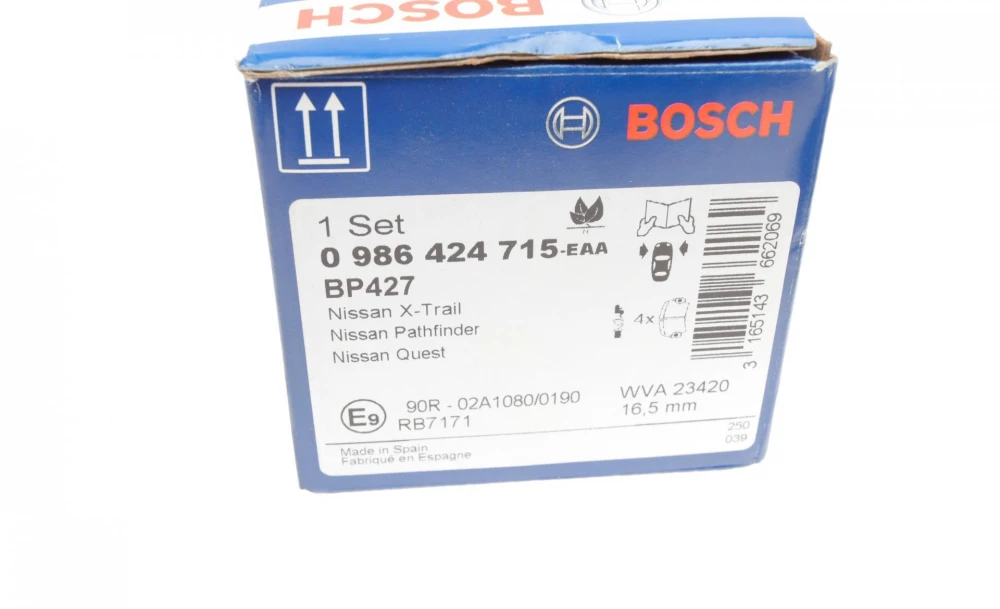 BOSCH
BOSCH
1 Set
0 986 424 715-EAA
BP427
Nissan X-Trail
Nissan Pathfinder
Nissan Quest
4x
3 165143 662069
E9
90R - 02A1080/0190
RB7171
WVA 23420
16,5 mm
Made in Spain
Fabriqué en Espagne
250
039